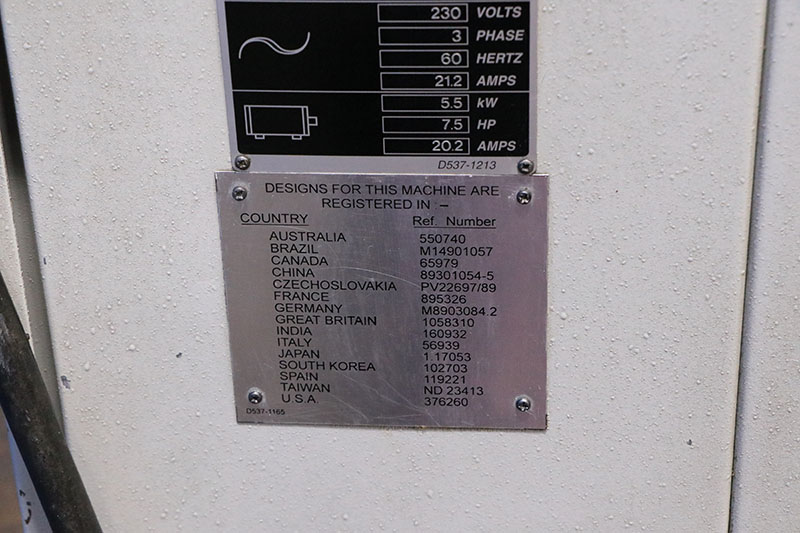 230 VOLTS
3 PHASE
60 HERTZ
21.2 AMPS
5.5 kW
7.5 HP
20.2 AMPS
D537-1213
DESIGNS FOR THIS MACHINE ARE
REGISTERED IN :-
COUNTRY Ref. Number
AUSTRALIA 550740
BRAZIL M14901057
CANADA 65979
CHINA 89301054-5
CZECHOSLOVAKIA PV22697/89
FRANCE 895326
GERMANY M8903084.2
GREAT BRITAIN 1058310
INDIA 160932
ITALY 56939
JAPAN 1.17053
SOUTH KOREA 102703
SPAIN 119221
TAIWAN ND 23413
U.S.A. 376260
D537-1165